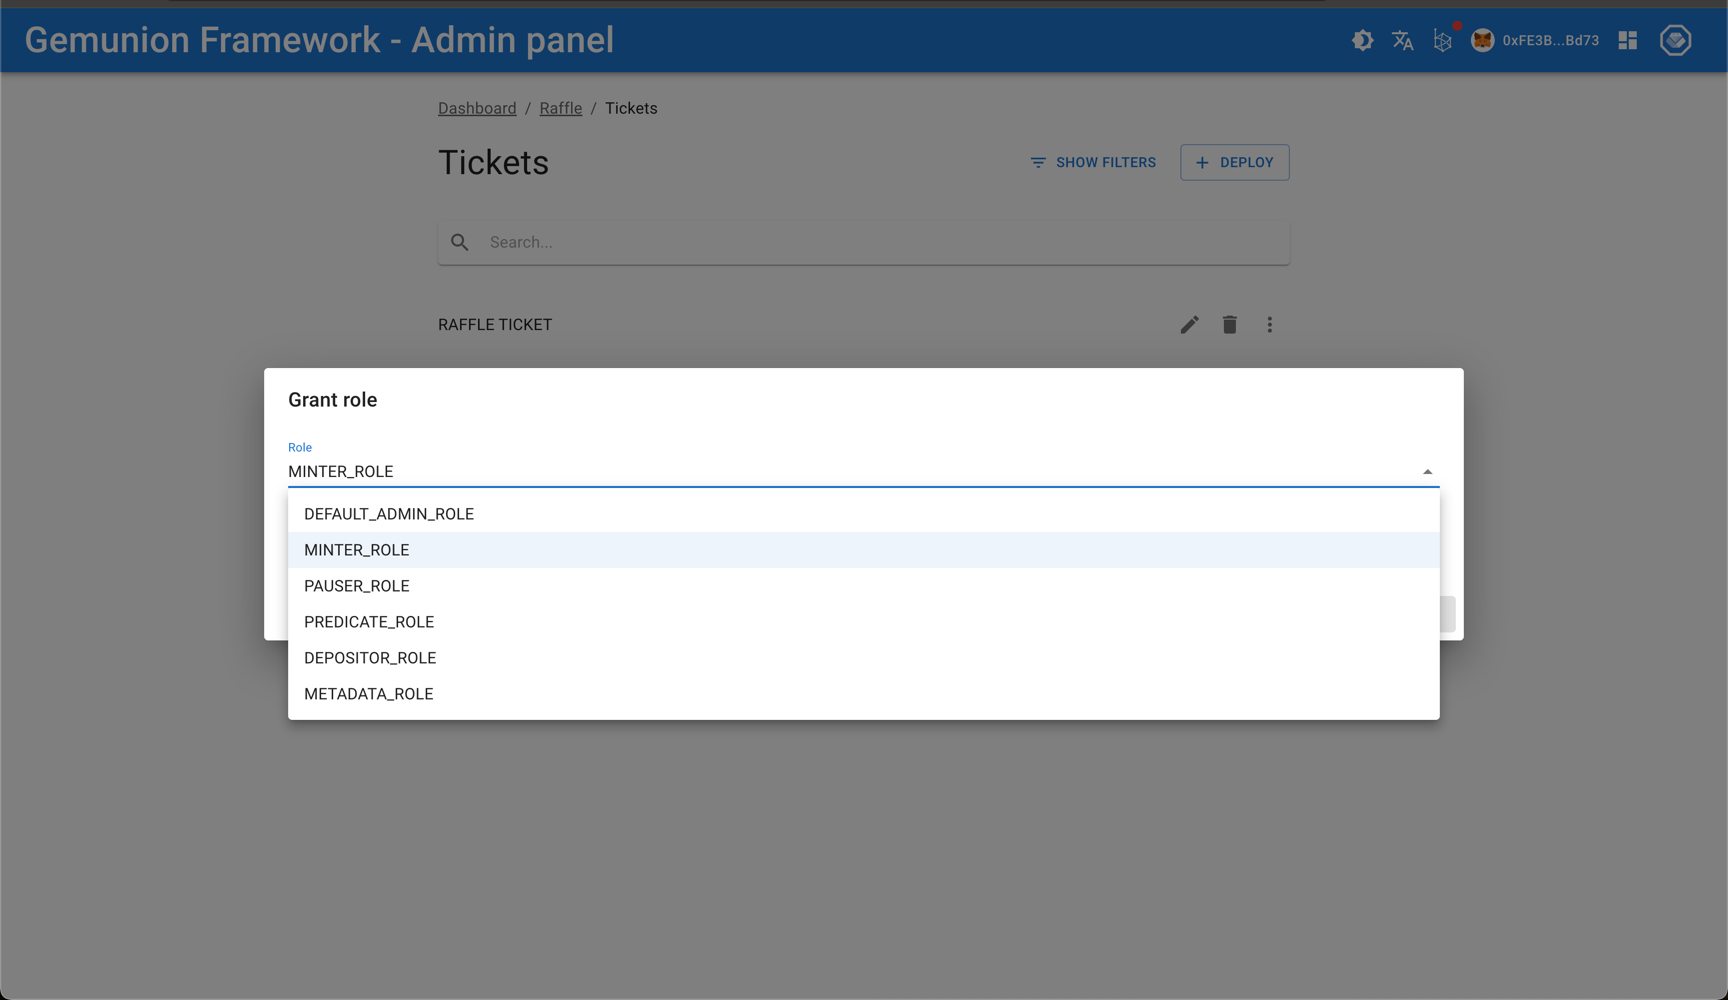 Gemunion Framework - Admin panel
0xFE3B...Bd73
Dashboard / Raffle / Tickets
Tickets
SHOW FILTERS
DEPLOY
Search...
RAFFLE TICKET
Grant role
Role
MINTER_ROLE
DEFAULT_ADMIN_ROLE
MINTER_ROLE
PAUSER_ROLE
PREDICATE_ROLE
DEPOSITOR_ROLE
METADATA_ROLE